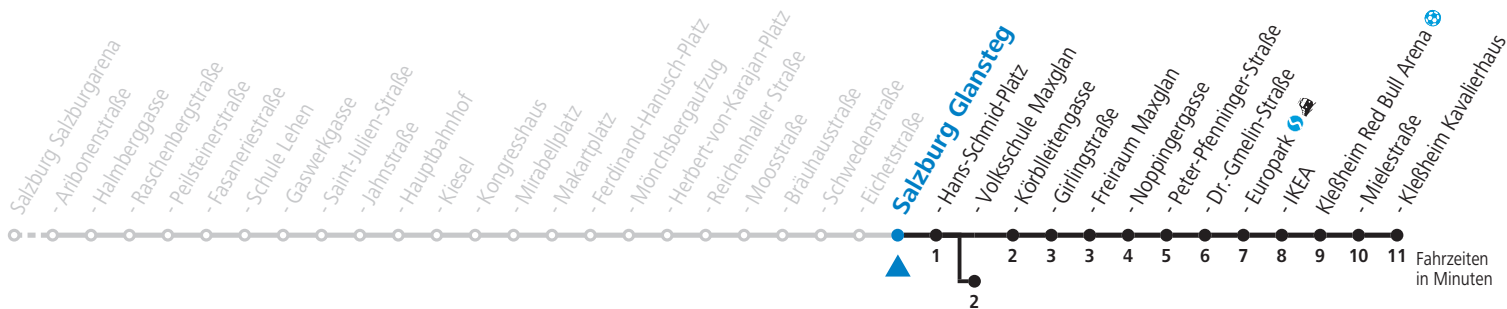 Salzburg Salzburgarena
- Aribonenstraße
- Halmberggasse
- Raschenbergstraße
- Peilsteinerstraße
- Fasaneriestraße
- Schule Lehen
- Gaswerkgasse
- Saint-Julien-Straße
- Jahnstraße
- Hauptbahnhof
- Kiesel
- Kongresshaus
- Mirabellplatz
- Makartplatz
- Ferdinand-Hanusch-Platz
- Mönchsbergaufzug
- Herbert-von-Karajan-Platz
- Reichenhaller Straße
- Moosstraße
- Bräuhausstraße
- Schwedenstraße
- Eichetstraße
Salzburg Glansteg
- Hans-Schmid-Platz
- Volksschule Maxglan
- Körblleitengasse
- Girlingstraße
- Freiraum Maxglan
- Noppingergasse
- Peter-Pfenninger-Straße
- Dr.-Gmelin-Straße
- Europark
- IKEA
Kleßheim Red Bull Arena
- Mielestraße
- Kleßheim Kavalierhaus
1 2 3 3 4 5 6 7 8 9 10 11
2
Fahrzeiten
in Minuten